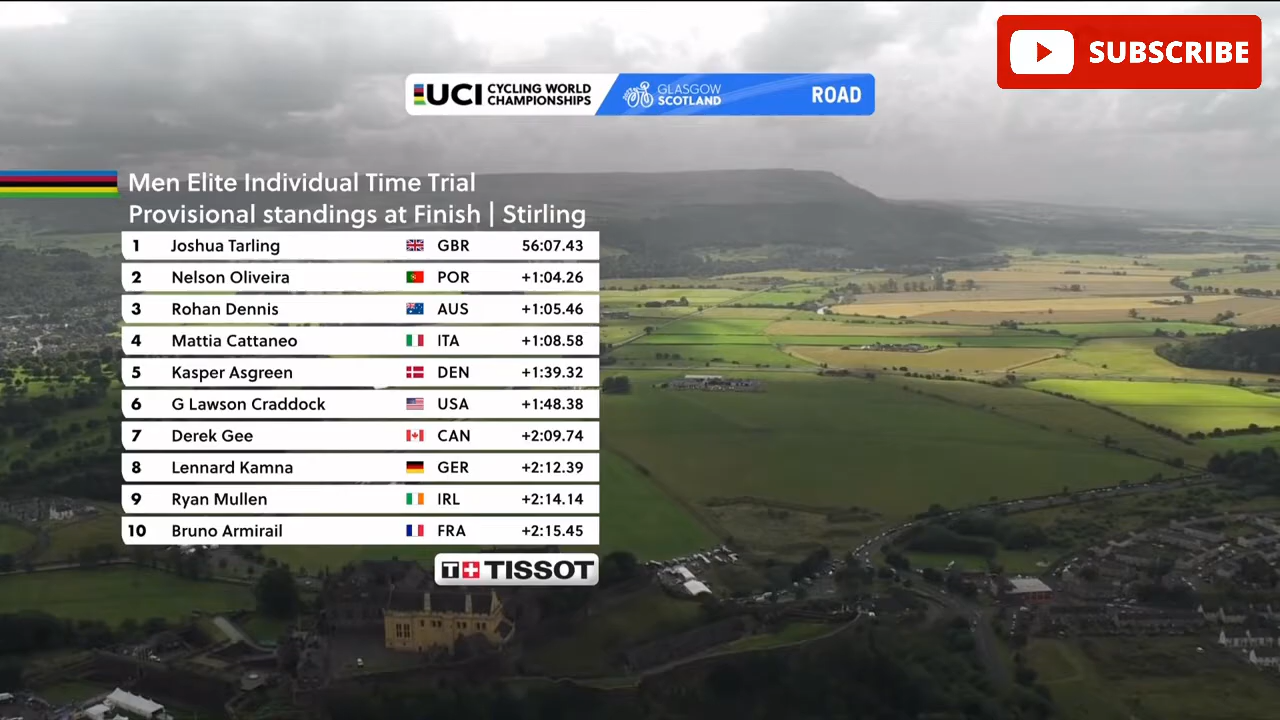 SUBSCRIBE
UCI CYCLING WORLD CHAMPIONSHIPS GLASGOW SCOTLAND ROAD
Men Elite Individual Time Trial
Provisional standings at Finish | Stirling
1 Joshua Tarling GBR 56:07.43
2 Nelson Oliveira POR +1:04.26
3 Rohan Dennis AUS +1:05.46
4 Mattia Cattaneo ITA +1:08.58
5 Kasper Asgreen DEN +1:39.32
6 G Lawson Craddock USA +1:48.38
7 Derek Gee CAN +2:09.74
8 Lennard Kamna GER +2:12.39
9 Ryan Mullen IRL +2:14.14
10 Bruno Armirail FRA +2:15.45
T+ TISSOT